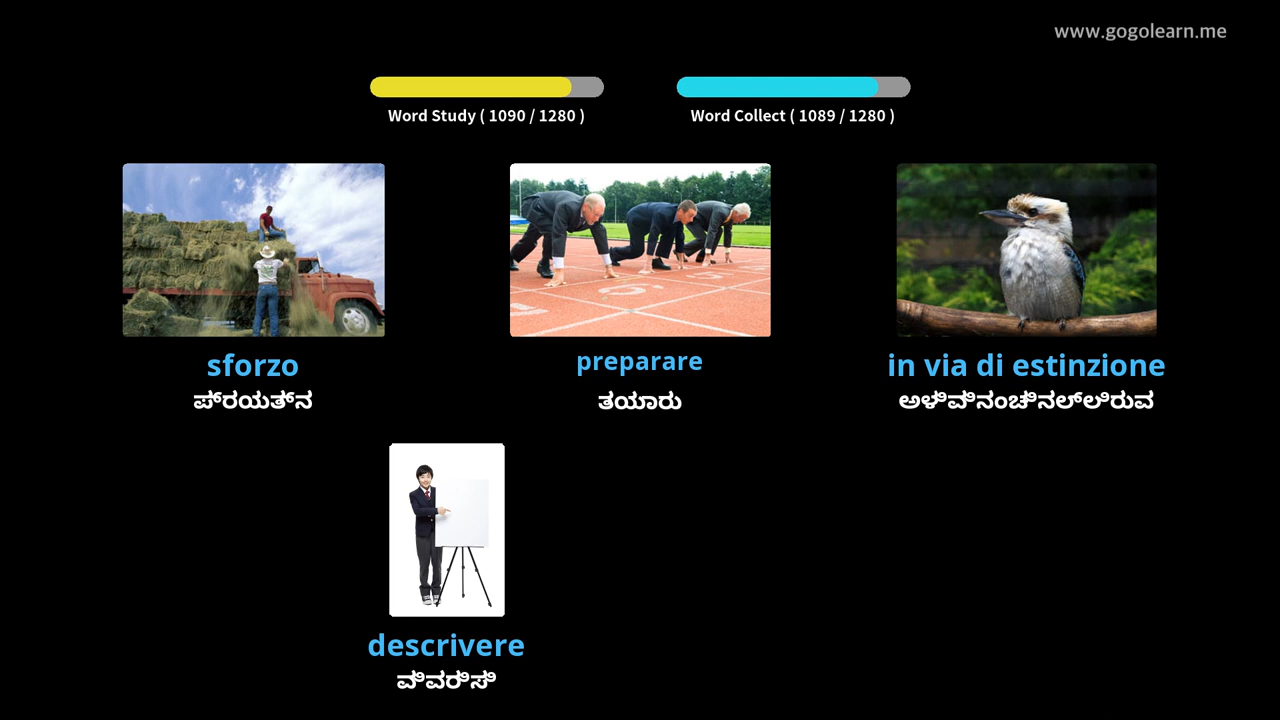 www.gogolearn.me
Word Study ( 1090 / 1280 )
Word Collect ( 1089 / 1280 )
sforzo
preparare
in via di estinzione
ಪ್ರಯತ್ನ
ತಯಾರು
ಅಳಿವಿನಂಚಿನಲ್ಲಿರುವ
descrivere
ವಿವರಿಸಿ